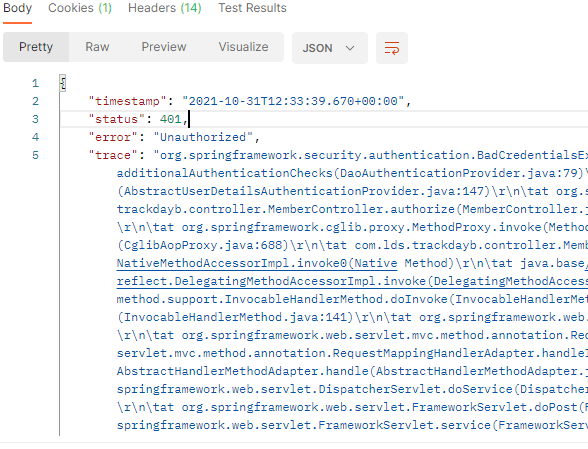 Body Cookies (1) Headers (14) Test Results
Pretty Raw Preview Visualize JSON
1 {
2 "timestamp": "2021-10-31T12:33:39.670+00:00",
3 "status": 401,
4 "error": "Unauthorized",
5 "trace": "org.springframework.security.authentication.BadCredentialsEx
additionalAuthenticationChecks(DaoAuthenticationProvider.java:79)\
(AbstractUserDetailsAuthenticationProvider.java:147)\r\n\tat org.s
trackdayb.controller.MemberController.authorize(MemberController.j
\r\n\tat org.springframework.cglib.proxy.MethodProxy.invoke(Method
(CglibAopProxy.java:688)\r\n\tat com.lds.trackdayb.controller.Memb
NativeMethodAccessorImpl.invoke0(Native Method)\r\n\tat java.base/
reflect.DelegatingMethodAccessorImpl.invoke(DelegatingMethodAccess
method.support.InvocableHandlerMethod.doInvoke(InvocableHandlerMet
(InvocableHandlerMethod.java:141)\r\n\tat org.springframework.web.
\r\n\tat org.springframework.web.servlet.mvc.method.annotation.Req
servlet.mvc.method.annotation.RequestMappingHandlerAdapter.handleI
AbstractHandlerMethodAdapter.handle(AbstractHandlerMethodAdapter.j
springframework.web.servlet.DispatcherServlet.doService(Dispatcher
\r\n\tat org.springframework.web.servlet.FrameworkServlet.doPost(F
springframework.web.servlet.FrameworkServlet.service(FrameworkServ